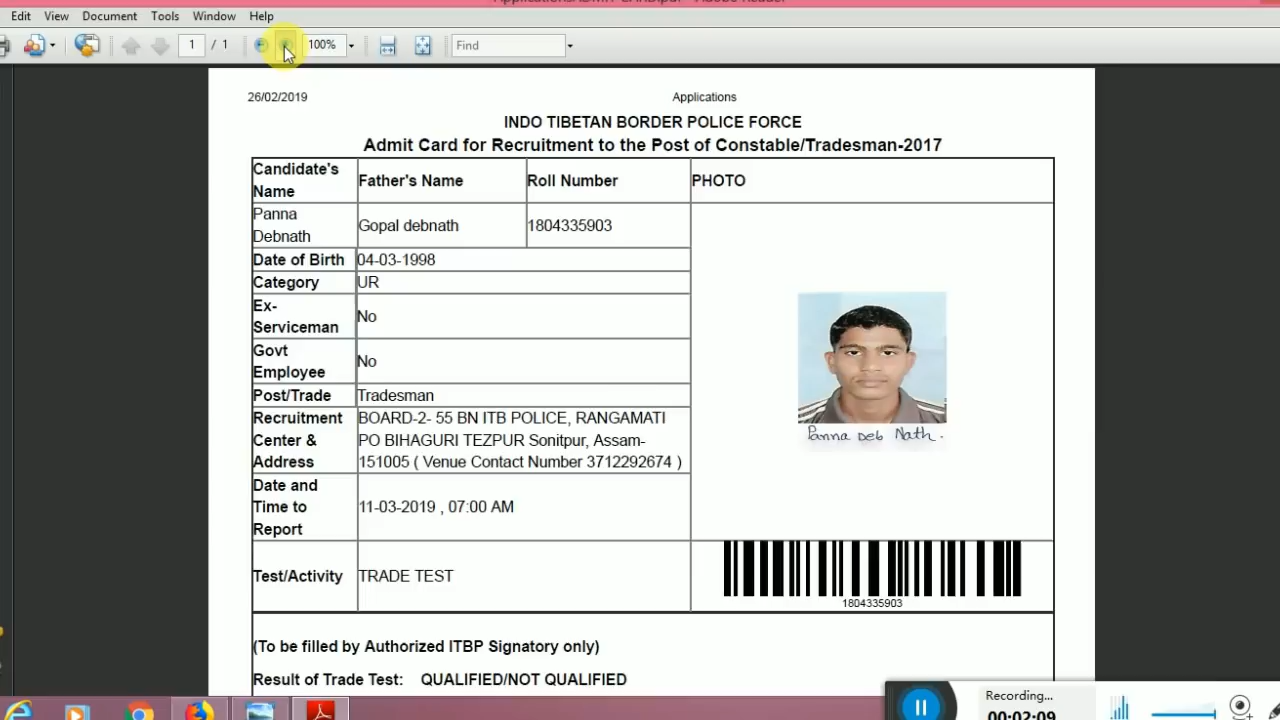 Edit View Document Tools Window Help
1 / 1 100% Find
26/02/2019 Applications
INDO TIBETAN BORDER POLICE FORCE
Admit Card for Recruitment to the Post of Constable/Tradesman-2017
Candidate's
Name
Father's Name
Roll Number
PHOTO
Panna
Debnath
Gopal debnath
1804335903
Date of Birth 04-03-1998
Category UR
Ex-
Serviceman
No
Govt
Employee
No
Post/Trade Tradesman
Recruitment
Center &
Address
BOARD-2- 55 BN ITB POLICE, RANGAMATI
PO BIHAGURI TEZPUR Sonitpur, Assam-
151005 ( Venue Contact Number 3712292674 )
Panna Deb Nath.
Date and
Time to
Report
11-03-2019 , 07:00 AM
Test/Activity TRADE TEST
1804335903
(To be filled by Authorized ITBP Signatory only)
Result of Trade Test: QUALIFIED/NOT QUALIFIED
Recording...
00:02:09